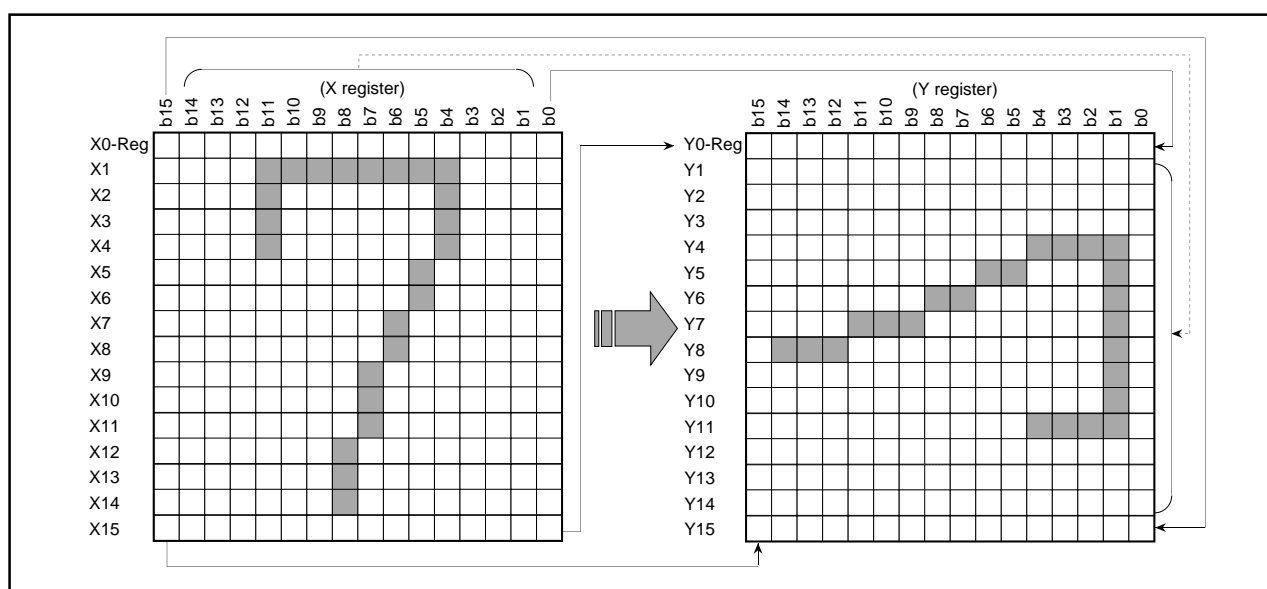 (X register) (Y register)
b15 b14 b13 b12 b11 b10 b9 b8 b7 b6 b5 b4 b3 b2 b1 b0 b15 b14 b13 b12 b11 b10 b9 b8 b7 b6 b5 b4 b3 b2 b1 b0
X0-Reg Y0-Reg
X1 Y1
X2 Y2
X3 Y3
X4 Y4
X5 Y5
X6 Y6
X7 Y7
X8 Y8
X9 Y9
X10 Y10
X11 Y11
X12 Y12
X13 Y13
X14 Y14
X15 Y15